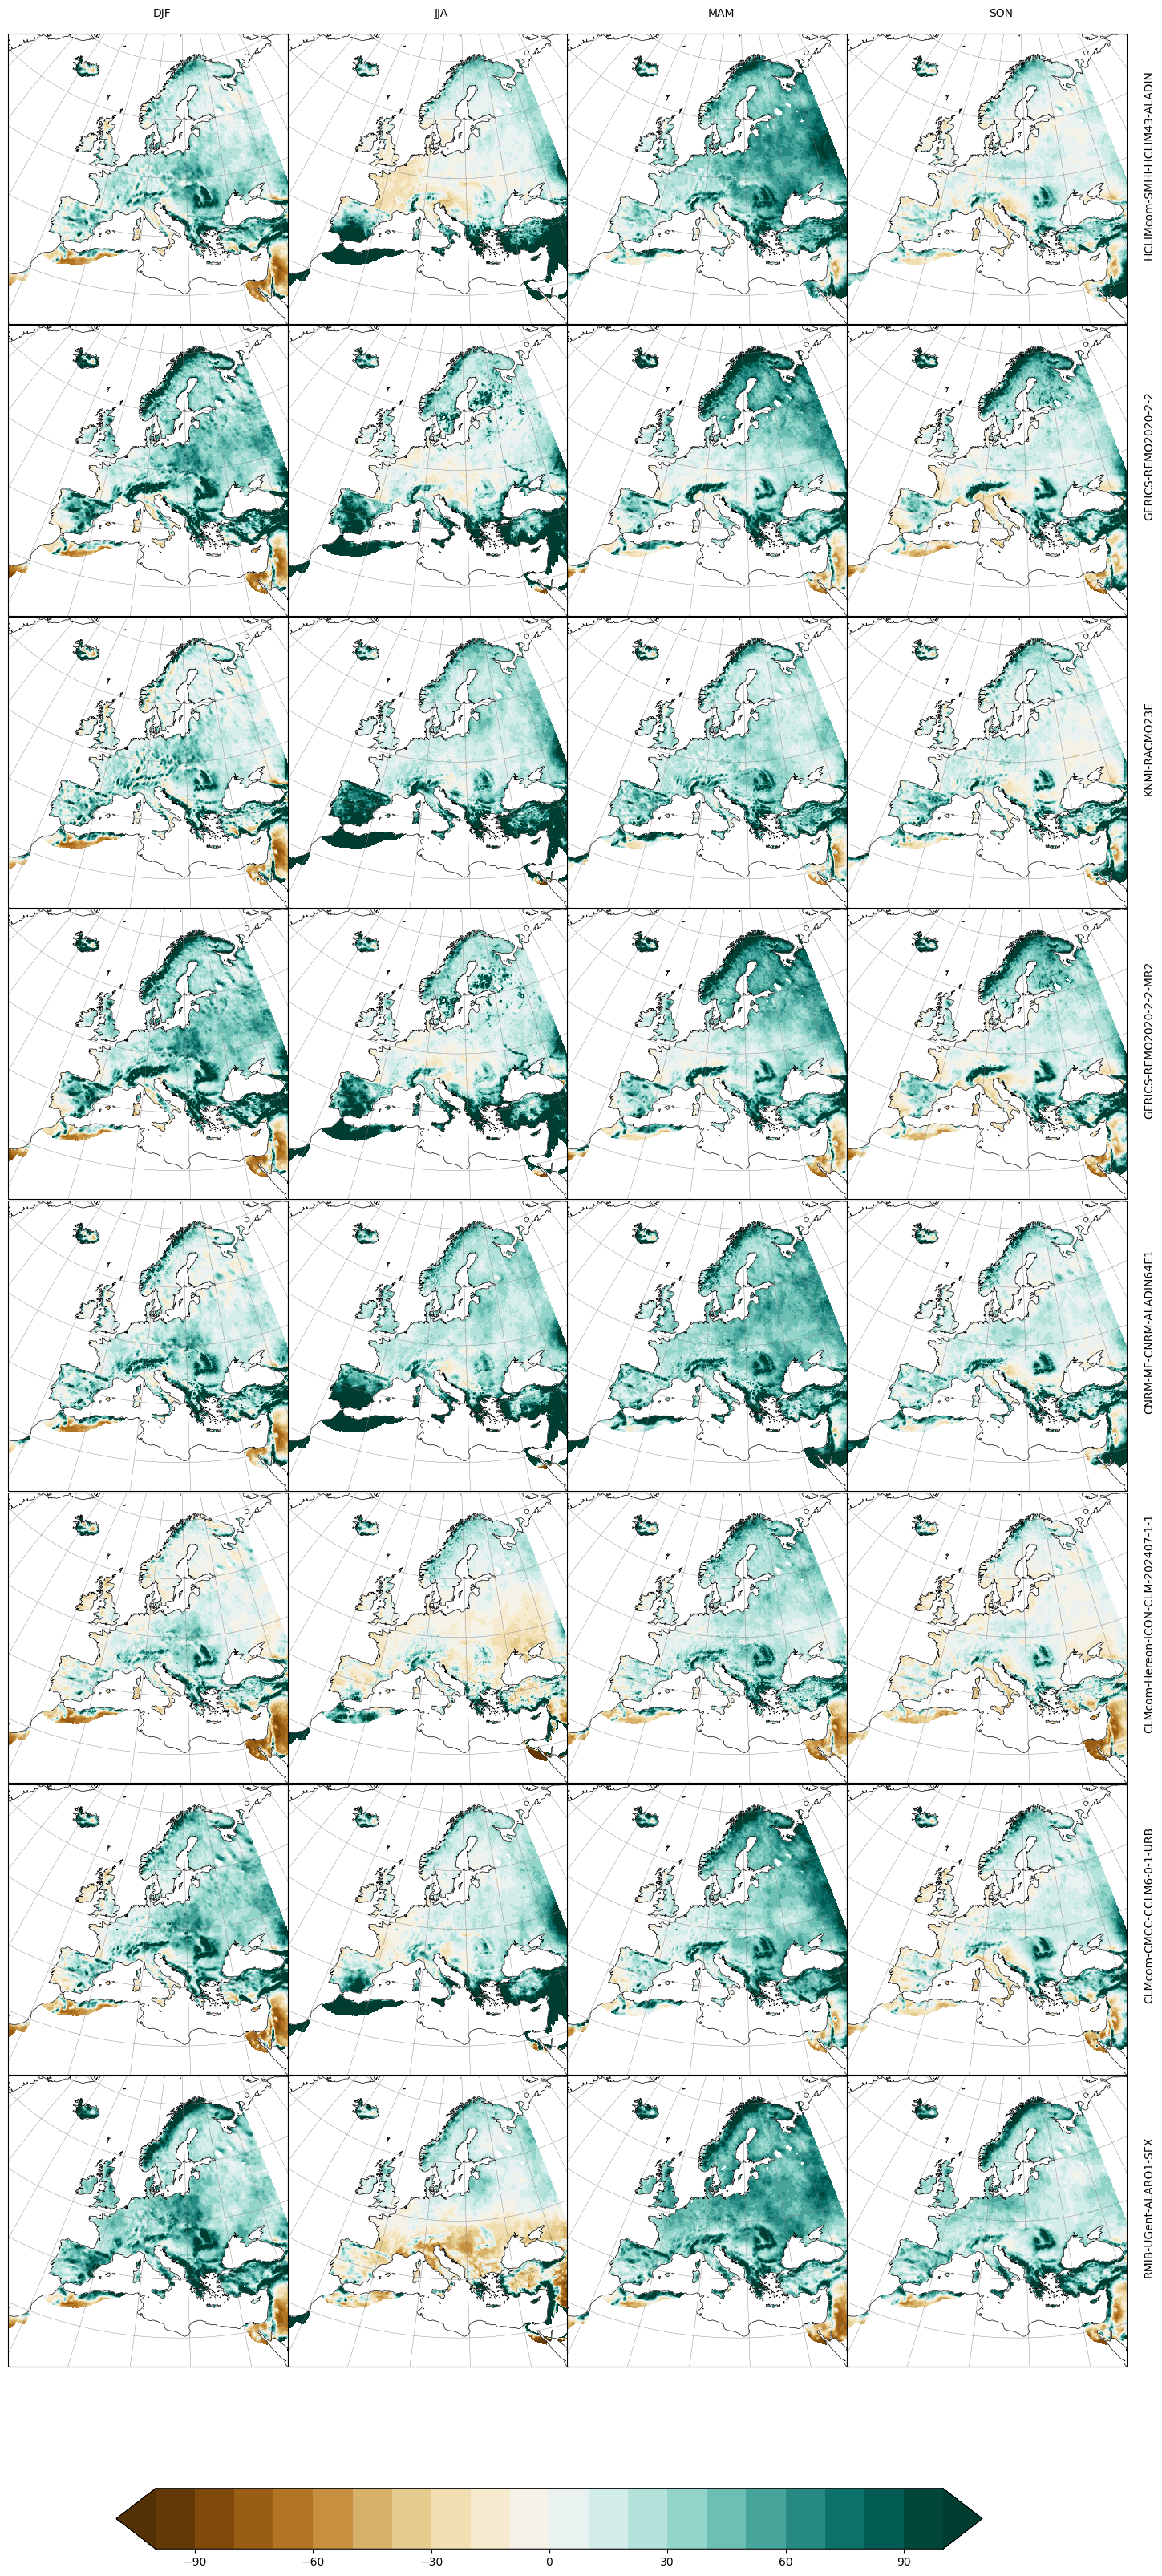 DJF JJA MAM SON
HCLIMcom-SMHI-HCLIM43-ALADIN
GERICS-REMO2020-2-2
KNMI-RACMO23E
GERICS-REMO2020-2-2-MR2
CNRM-MF-CNRM-ALADIN64E1
CLMcom-Hereon-ICON-CLM-202407-1-1
CLMcom-CMCC-CCLM6-0-1-URB
RMIB-UGent-ALARO1-SFX
−90 −60 −30 0 30 60 90